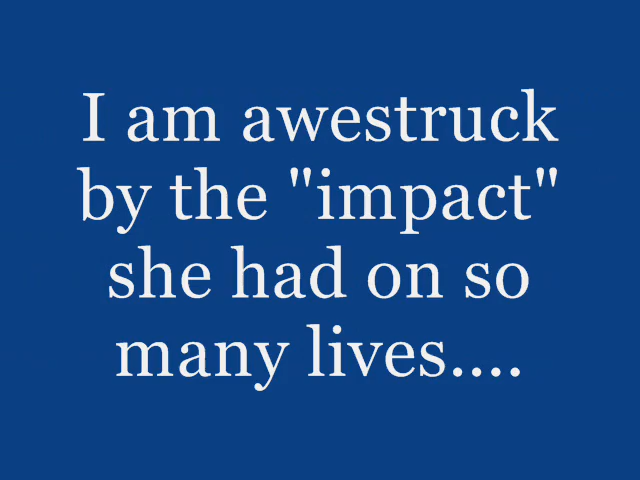 I am awestruck
by the "impact"
she had on so
many lives....